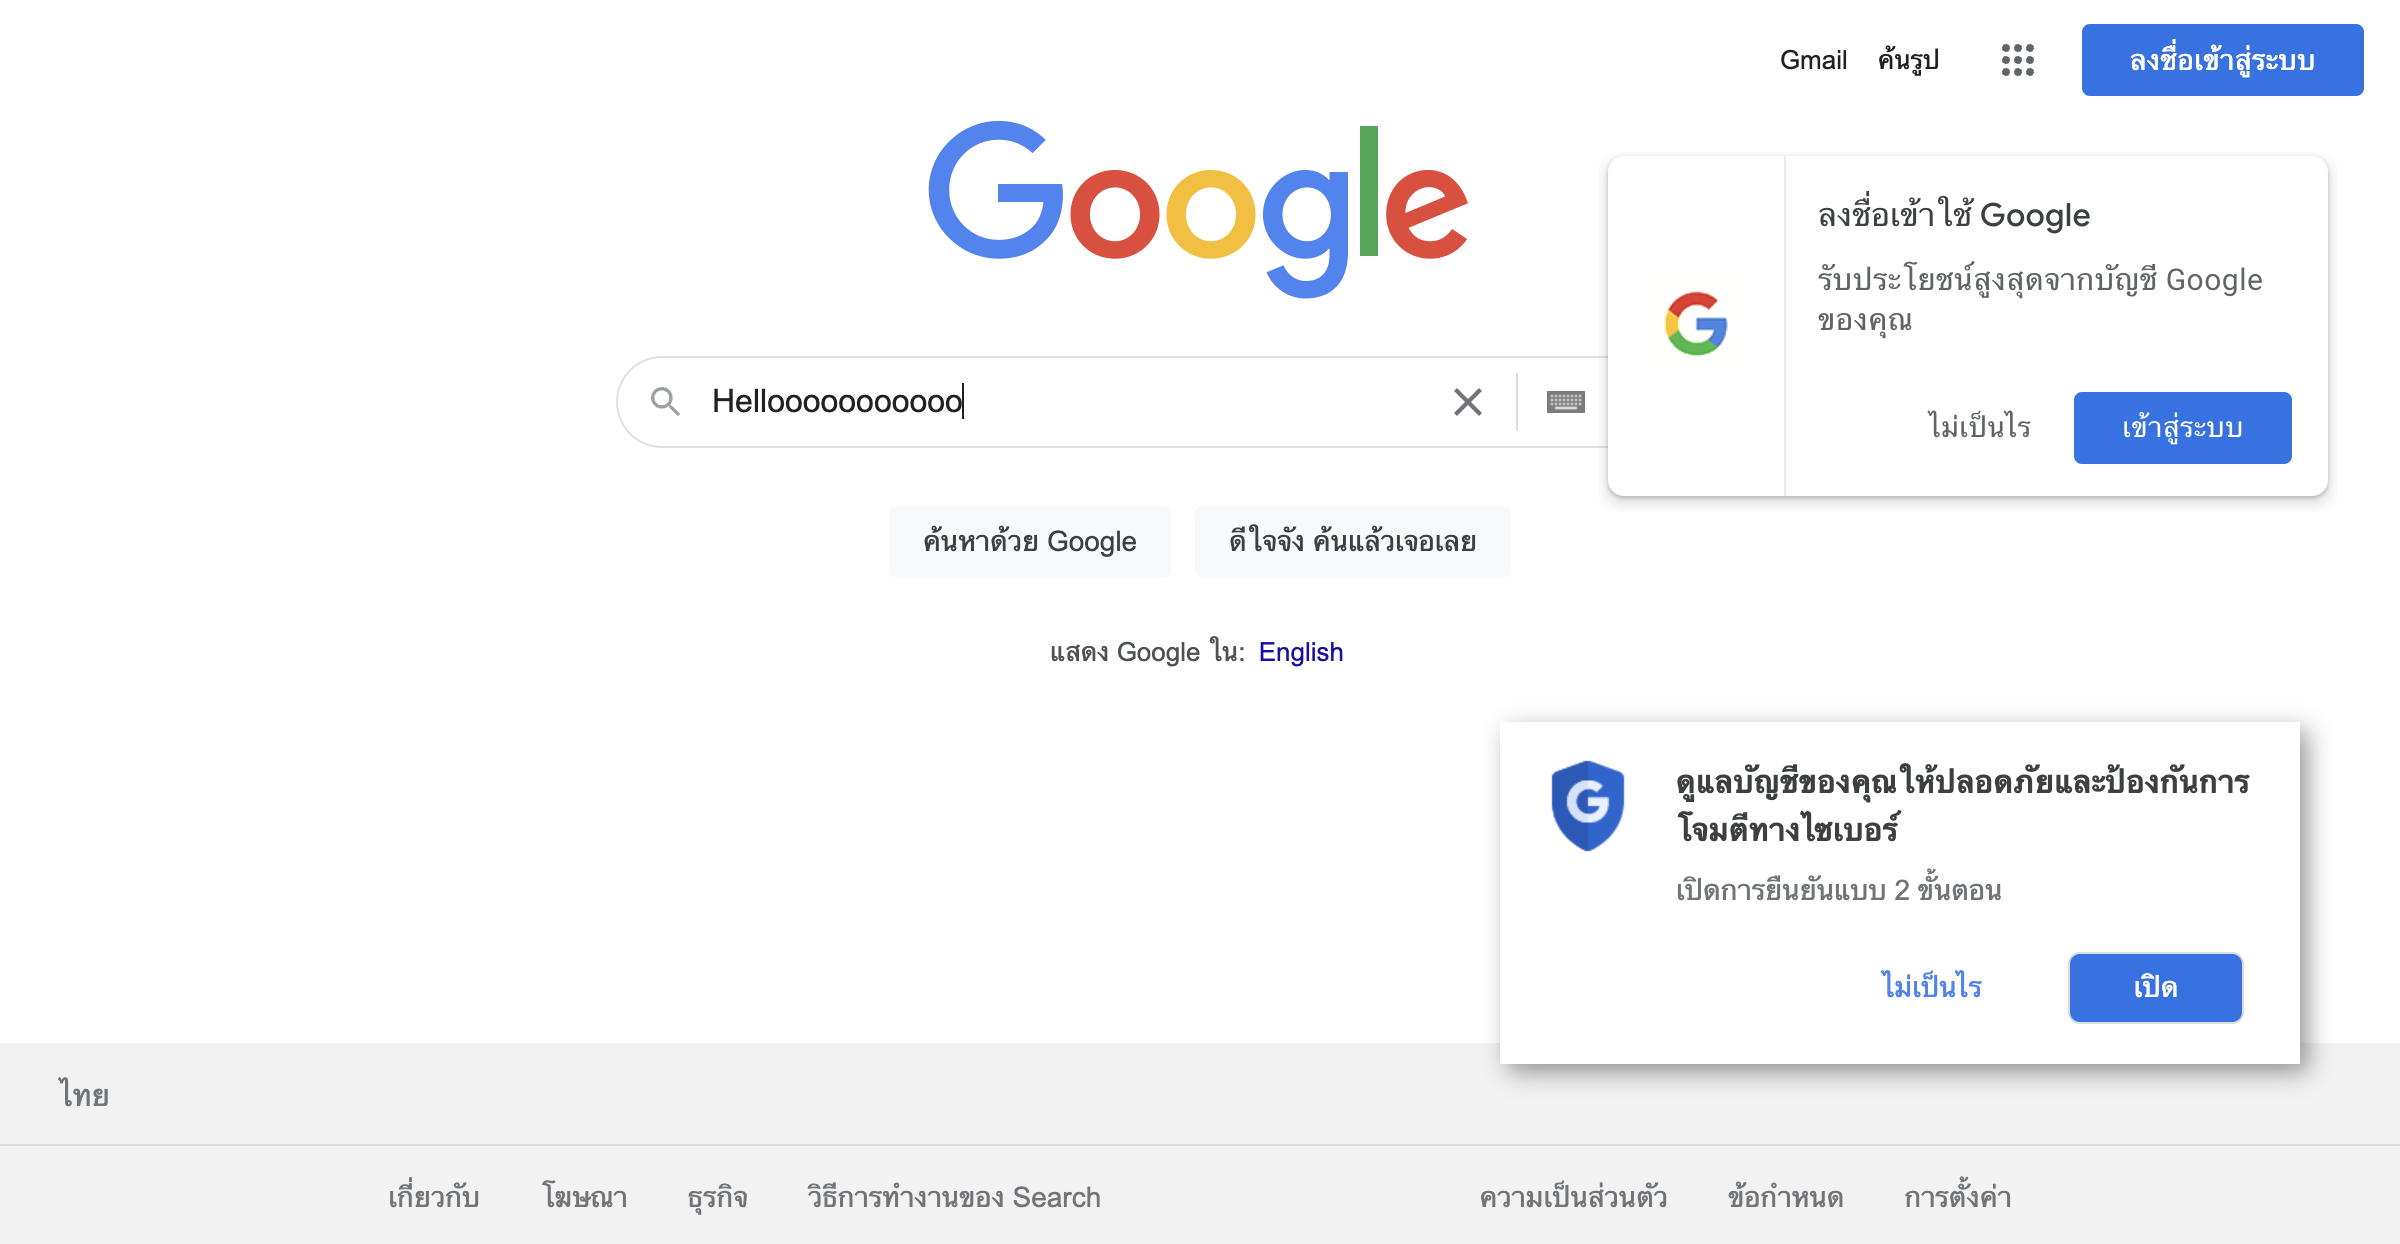 Gmail ค้นรูป ลงชื่อเข้าสู่ระบบ
Google
ลงชื่อเข้าใช้ Google
รับประโยชน์สูงสุดจากบัญชี Google
ของคุณ
ไม่เป็นไร เข้าสู่ระบบ
Hellooooooooooo
ค้นหาด้วย Google ดีใจจัง ค้นแล้วเจอเลย
แสดง Google ใน: English
ดูแลบัญชีของคุณให้ปลอดภัยและป้องกันการ
โจมตีทางไซเบอร์
เปิดการยืนยันแบบ 2 ขั้นตอน
ไม่เป็นไร เปิด
ไทย
เกี่ยวกับ โฆษณา ธุรกิจ วิธีการทำงานของ Search ความเป็นส่วนตัว ข้อกำหนด การตั้งค่า